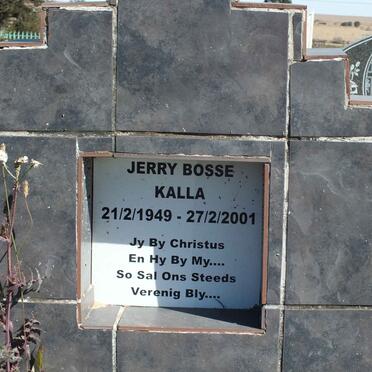 JERRY BOSSE
KALLA
21/2/1949 - 27/2/2001
Jy By Christus
En Hy By My....
So Sal Ons Steeds
Verenig Bly....